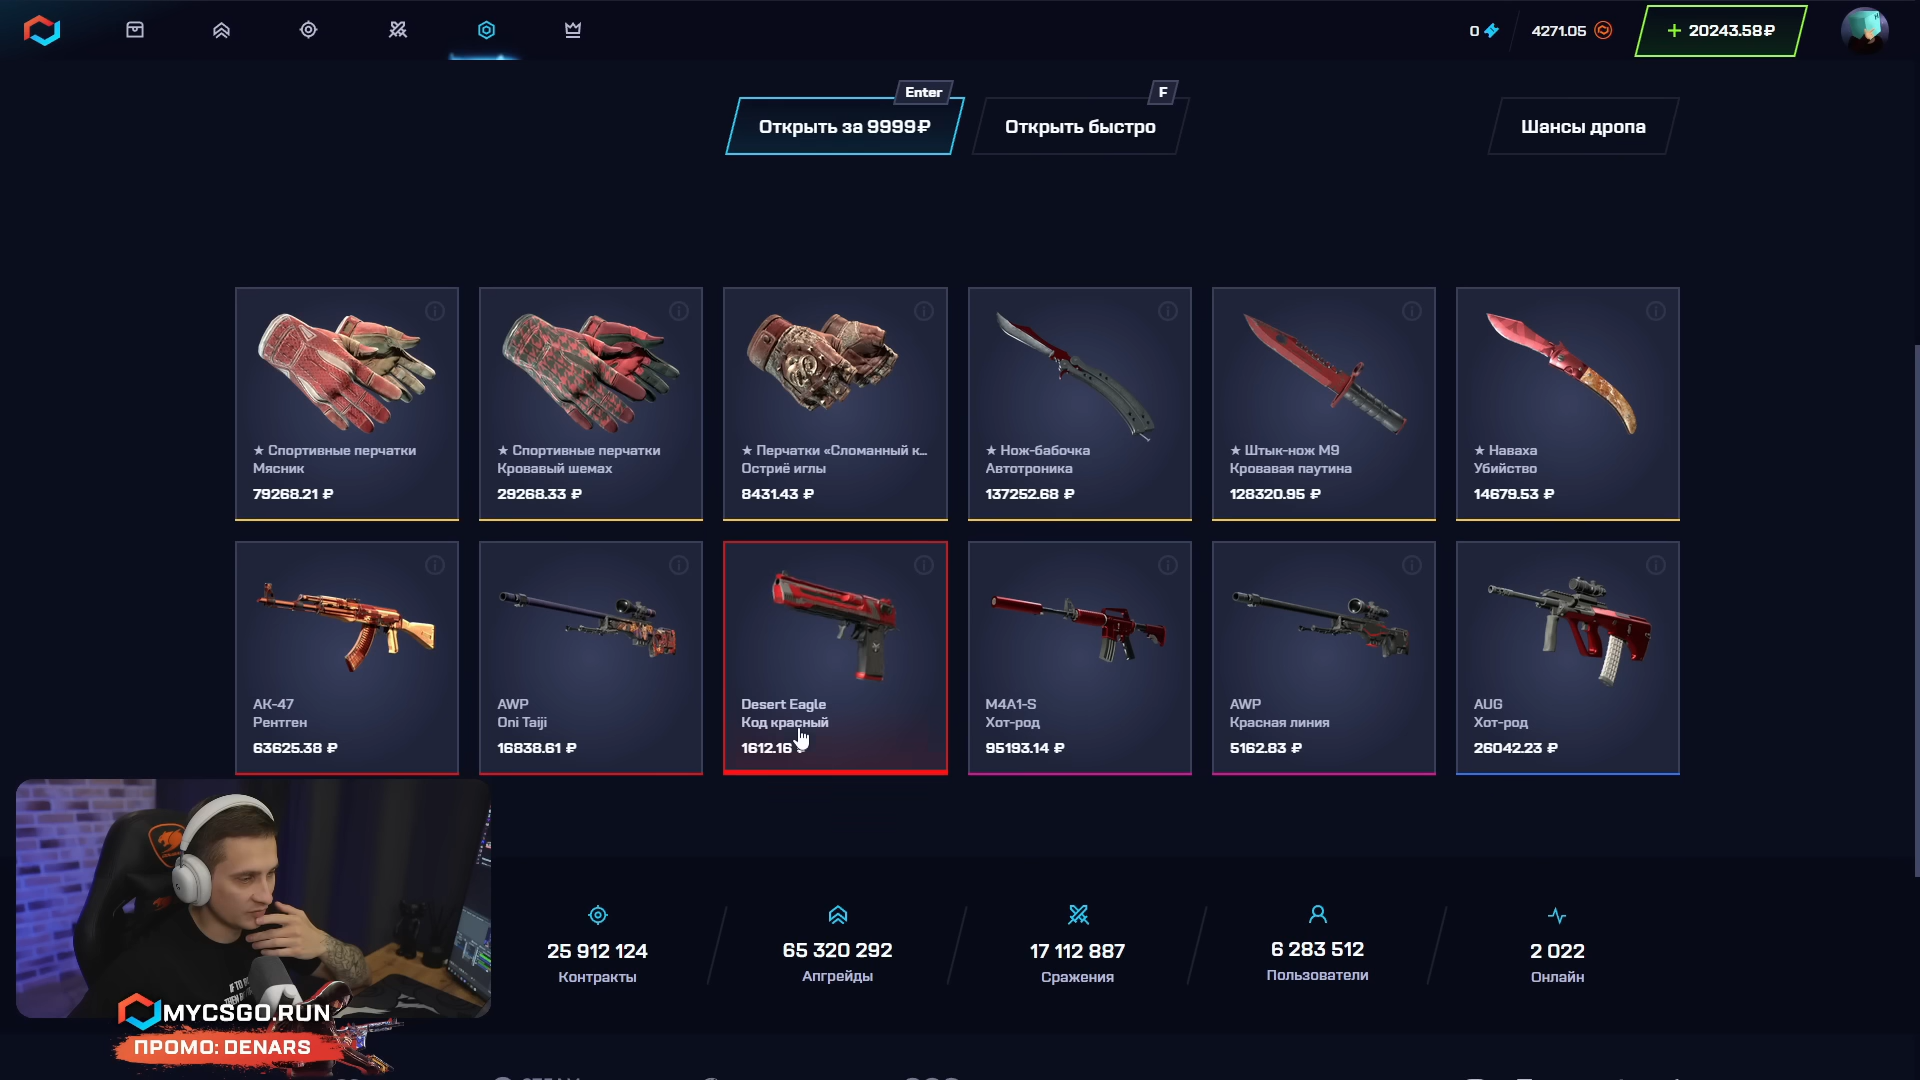 0
4271.05
+ 20243.58₽
Enter
F
Открыть за 9999₽
Открыть быстро
Шансы дропа
★ Спортивные перчатки
Мясник
79268.21 ₽
★ Спортивные перчатки
Кровавый шемах
29268.33 ₽
★ Перчатки «Сломанный к...
Остриё иглы
8431.43 ₽
★ Нож-бабочка
Автотроника
137252.68 ₽
★ Штык-нож M9
Кровавая паутина
128320.95 ₽
★ Наваха
Убийство
14679.53 ₽
AK-47
Рентген
63625.38 ₽
AWP
Oni Taiji
16838.61 ₽
Desert Eagle
Код красный
1612.16
M4A1-S
Хот-род
95193.14 ₽
AWP
Красная линия
5162.83 ₽
AUG
Хот-род
26042.23 ₽
25 912 124
Контракты
65 320 292
Апгрейды
17 112 887
Сражения
6 283 512
Пользователи
2 022
Онлайн
MYCSGO.RUN
ПРОМО: DENARS